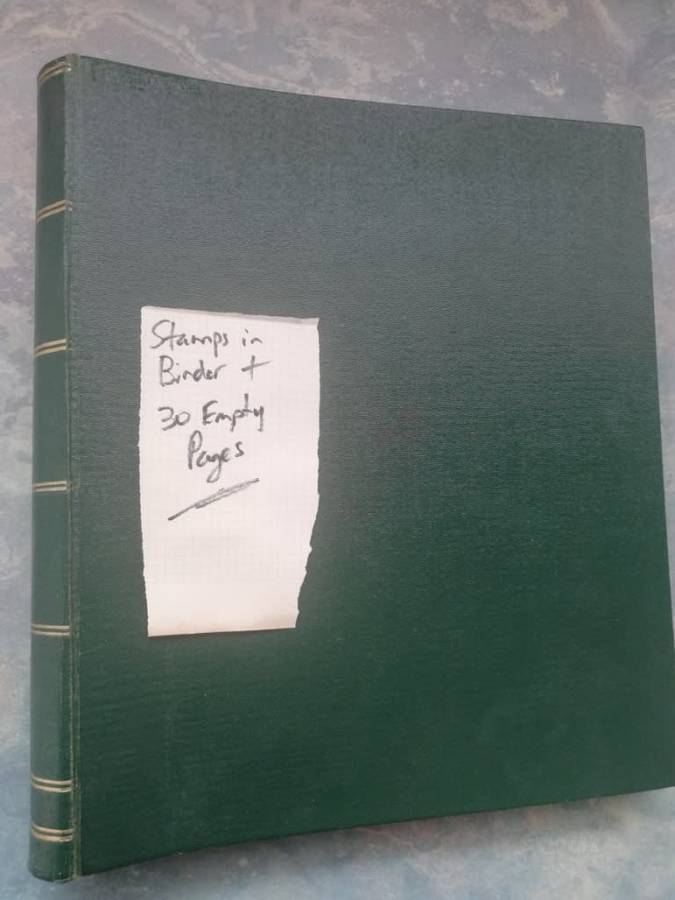 Stamps in
Binder +
30 Empty
Pages